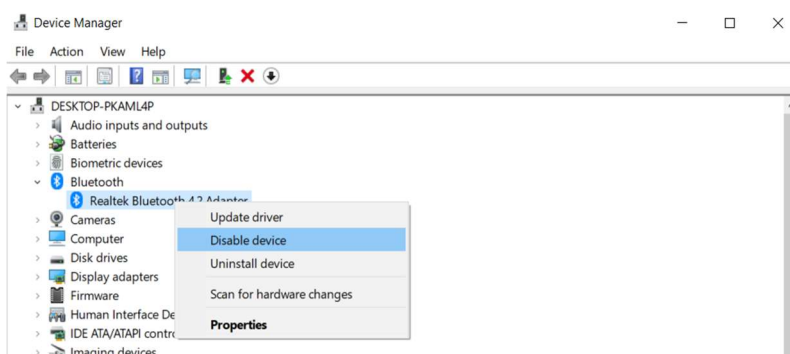 Device Manager
File Action View Help
DESKTOP-PKAML4P
Audio inputs and outputs
Batteries
Biometric devices
Bluetooth
Realtek Bluetooth 4.2 Adapter
Update driver
Cameras
Computer
Disable device
Disk drives
Uninstall device
Display adapters
Firmware
Scan for hardware changes
Human Interface De
Properties
IDE ATA/ATAPI contro
Imaging devices